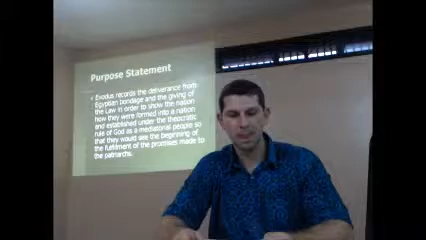 Purpose Statement
Exodus records the deliverance from
Egyptian bondage and the giving of
the Law in order to show the nation
how they were formed into a nation
and established under the theocratic
rule of God as a mediatorial people so
that they would see the beginning of
the fulfillment of the promises made to
the patriarchs.